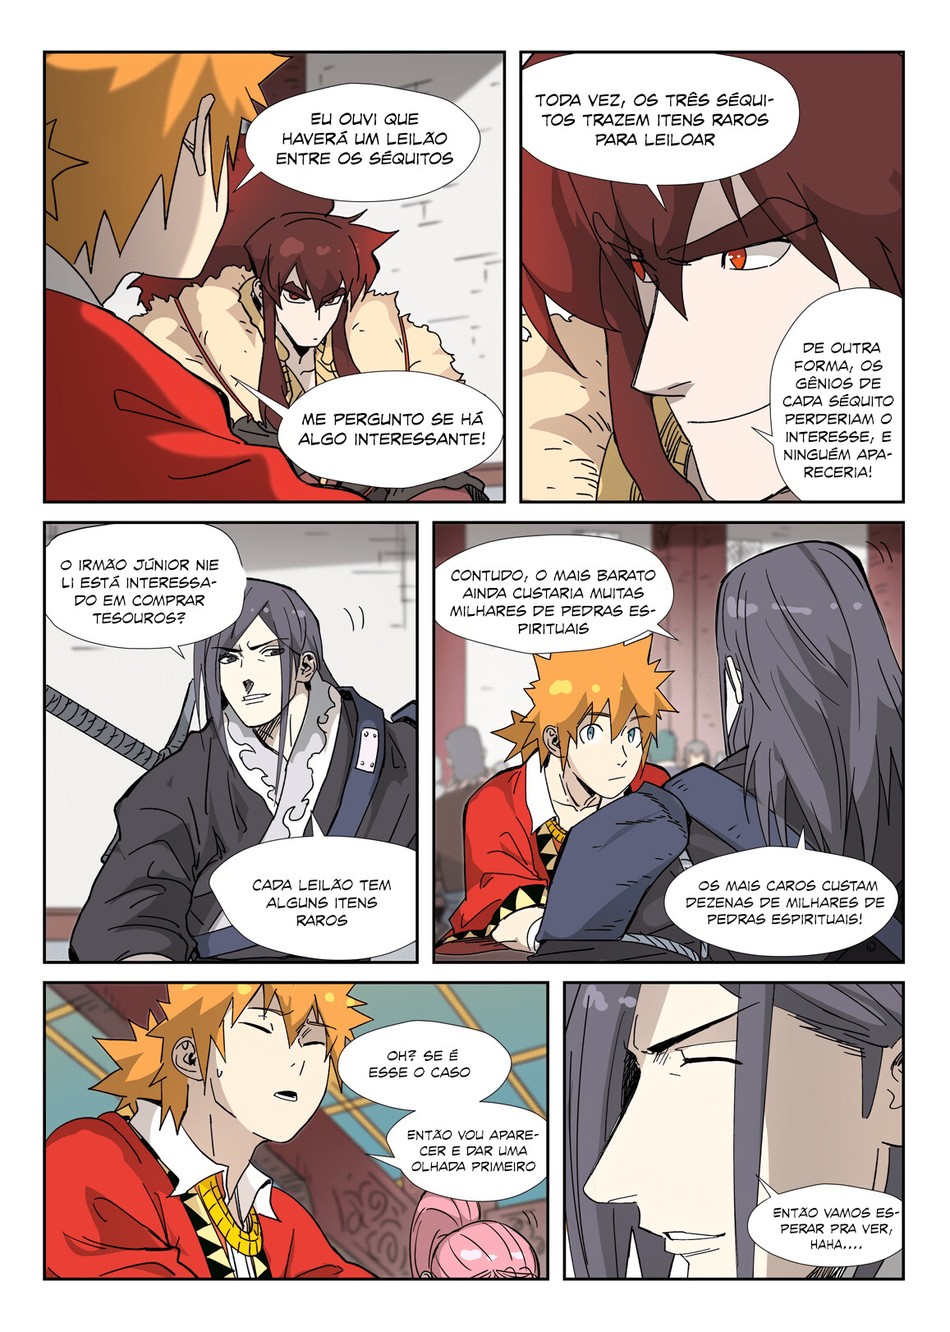 EU OUVI QUE
HAVERÁ UM LEILÃO
ENTRE OS SÉQUITOS
ME PERGUNTO SE HÁ
ALGO INTERESSANTE!
TODA VEZ, OS TRÊS SÉQUI-
TOS TRAZEM ITENS RAROS
PARA LEILOAR
DE OUTRA
FORMA, OS
GÊNIOS DE
CADA SÉQUITO
PERDERIAM O
INTERESSE, E
NINGUÉM APA-
RECERIA!
O IRMÃO JÚNIOR NIE
LI ESTÁ INTERESSA-
DO EM COMPRAR
TESOUROS?
CADA LEILÃO TEM
ALGUNS ITENS
RAROS
CONTUDO, O MAIS BARATO
AINDA CUSTARIA MUITAS
MILHARES DE PEDRAS ES-
PIRITUAIS
OS MAIS CAROS CUSTAM
DEZENAS DE MILHARES DE
PEDRAS ESPIRITUAIS!
OH? SE É
ESSE O CASO
ENTÃO VOU APARE-
CER E DAR UMA
OLHADA PRIMEIRO
ENTÃO VAMOS ES-
PERAR PRA VER,
HAHA....